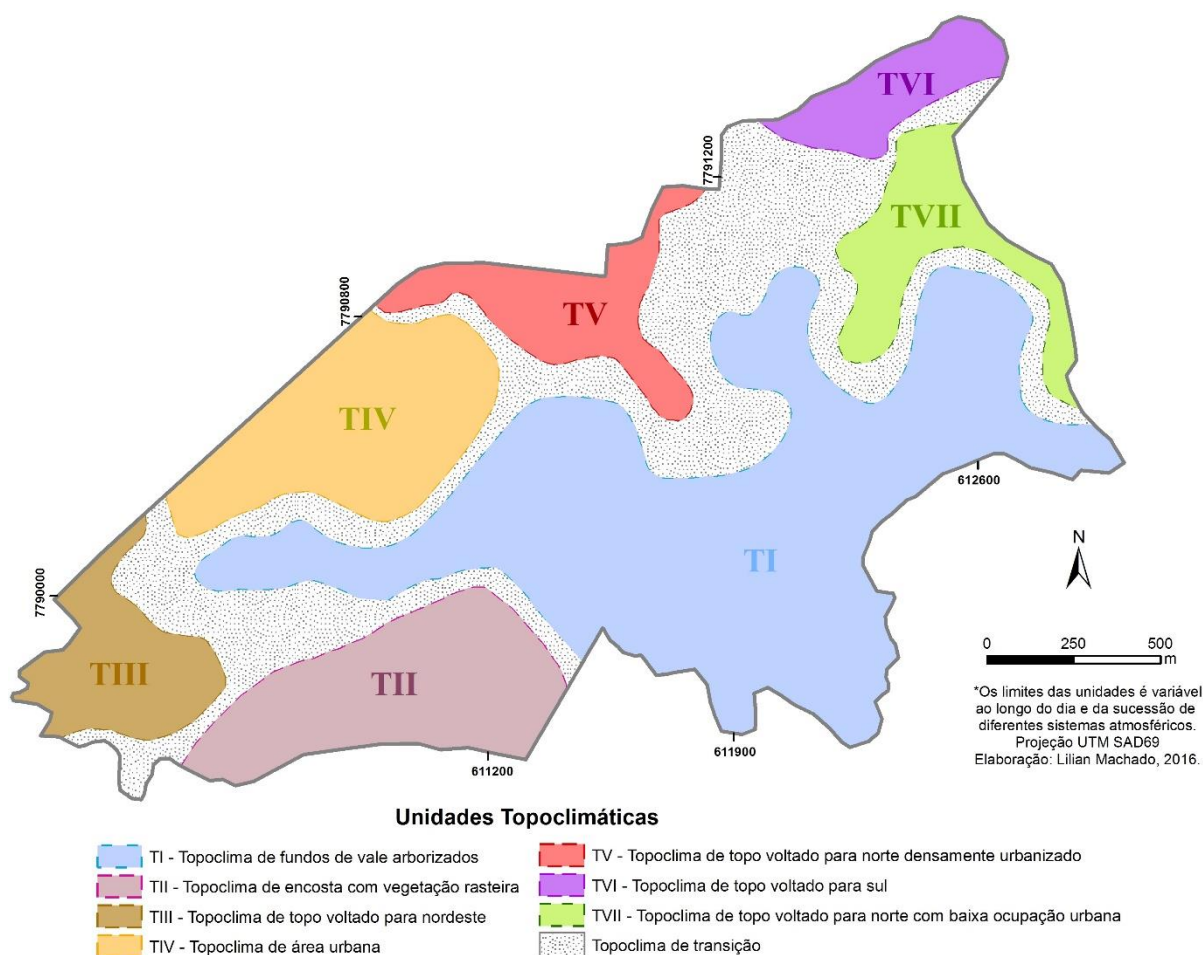 TVI
7791200
TVII
7790800
TV
TIV
612600
TI
7790000
N
TIII
TII
0 250 500
m
611900
611200
*Os limites das unidades é variável
ao longo do dia e da sucessão de
diferentes sistemas atmosféricos.
Projeção UTM SAD69
Elaboração: Lilian Machado, 2016.
Unidades Topoclimáticas
TI - Topoclima de fundos de vale arborizados
TII - Topoclima de encosta com vegetação rasteira
TIII - Topoclima de topo voltado para nordeste
TIV - Topoclima de área urbana
TV - Topoclima de topo voltado para norte densamente urbanizado
TVI - Topoclima de topo voltado para sul
TVII - Topoclima de topo voltado para norte com baixa ocupação urbana
Topoclima de transição